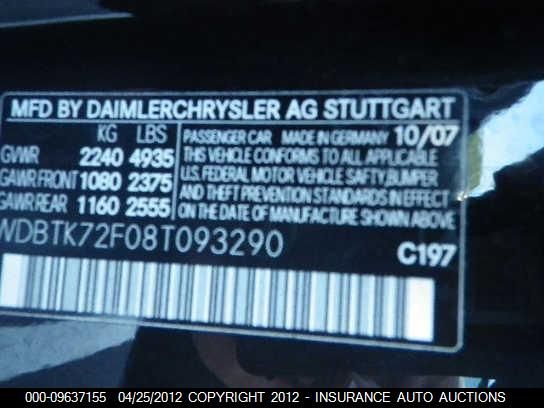 MFD BY DAIMLERCHRYSLER AG STUTTGART
KG LBS
GVWR 2240 4935
GAWR FRONT 1080 2375
GAWR REAR 1160 2555
PASSENGER CAR MADE IN GERMANY 10/07
THIS VEHICLE CONFORMS TO ALL APPLICABLE
U.S. FEDERAL MOTOR VEHICLE SAFETY, BUMPER
AND THEFT PREVENTION STANDARDS IN EFFECT
ON THE DATE OF MANUFACTURE SHOWN ABOVE.
WDBTK72F08T093290
C197
000-09637155 04/25/2012 COPYRIGHT 2012 - INSURANCE AUTO AUCTIONS